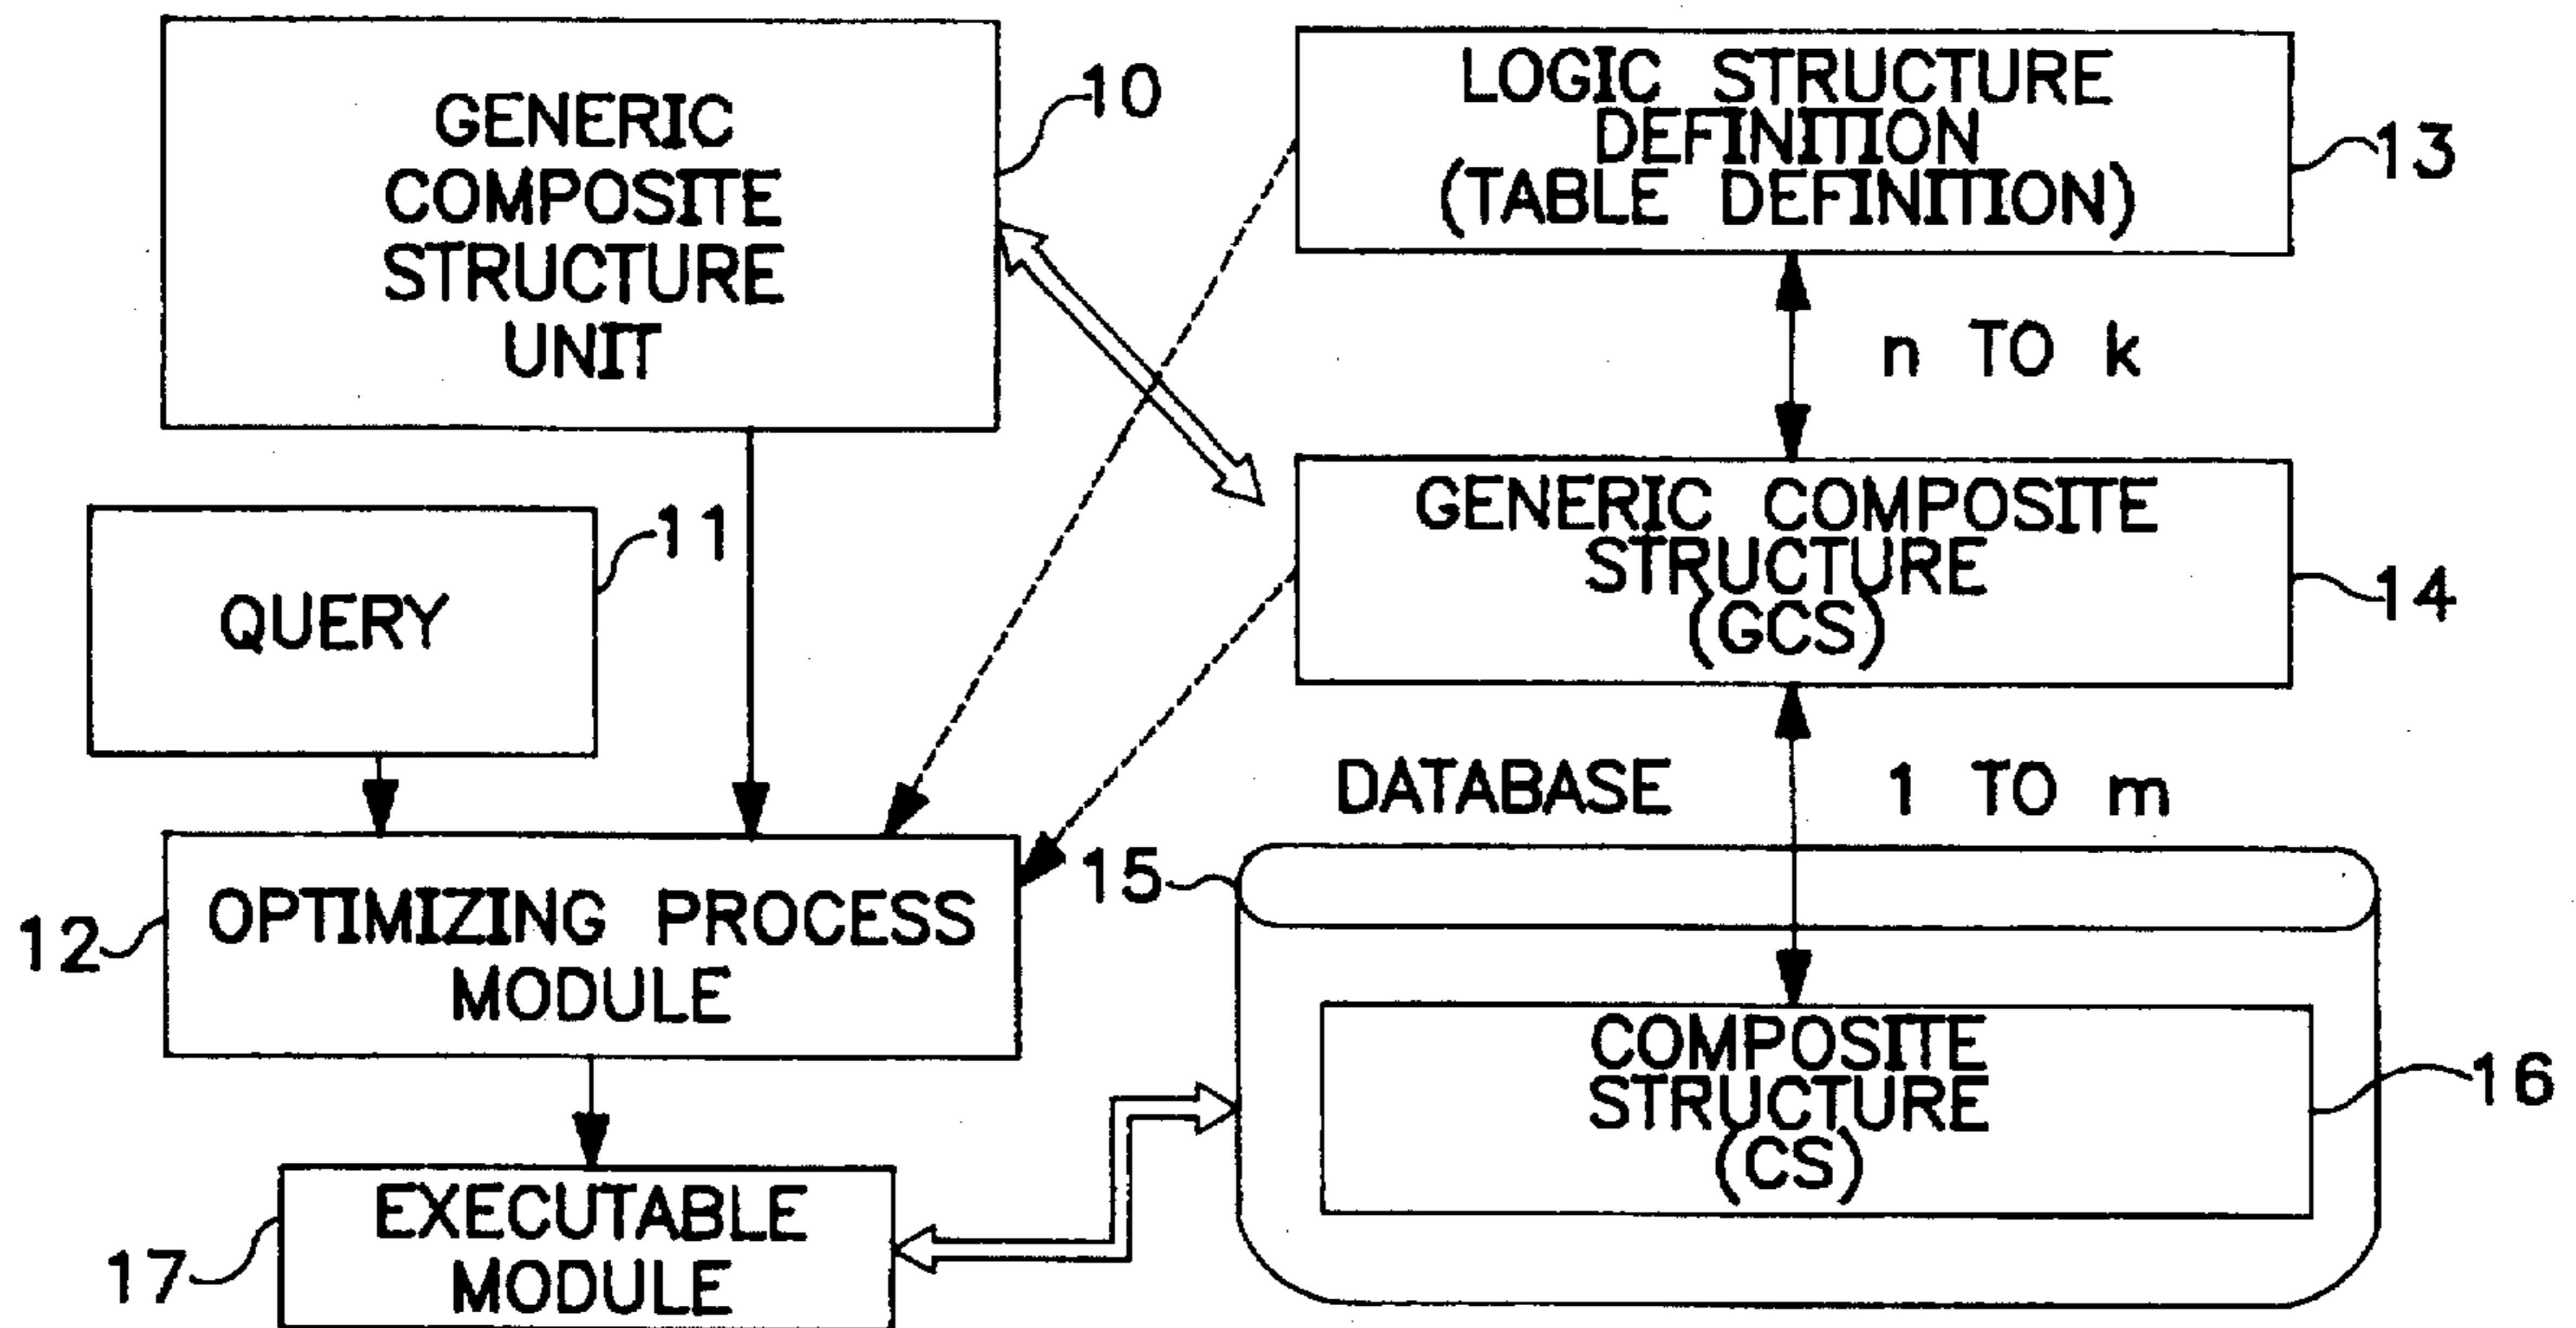 GENERIC
COMPOSITE
STRUCTURE
UNIT
10
LOGIC STRUCTURE
DEFINITION
(TABLE DEFINITION)
13
n TO k
QUERY
11
GENERIC COMPOSITE
STRUCTURE
(GCS)
14
DATABASE
1 TO m
OPTIMIZING PROCESS
MODULE
12
15
COMPOSITE
STRUCTURE
(CS)
16
EXECUTABLE
MODULE
17